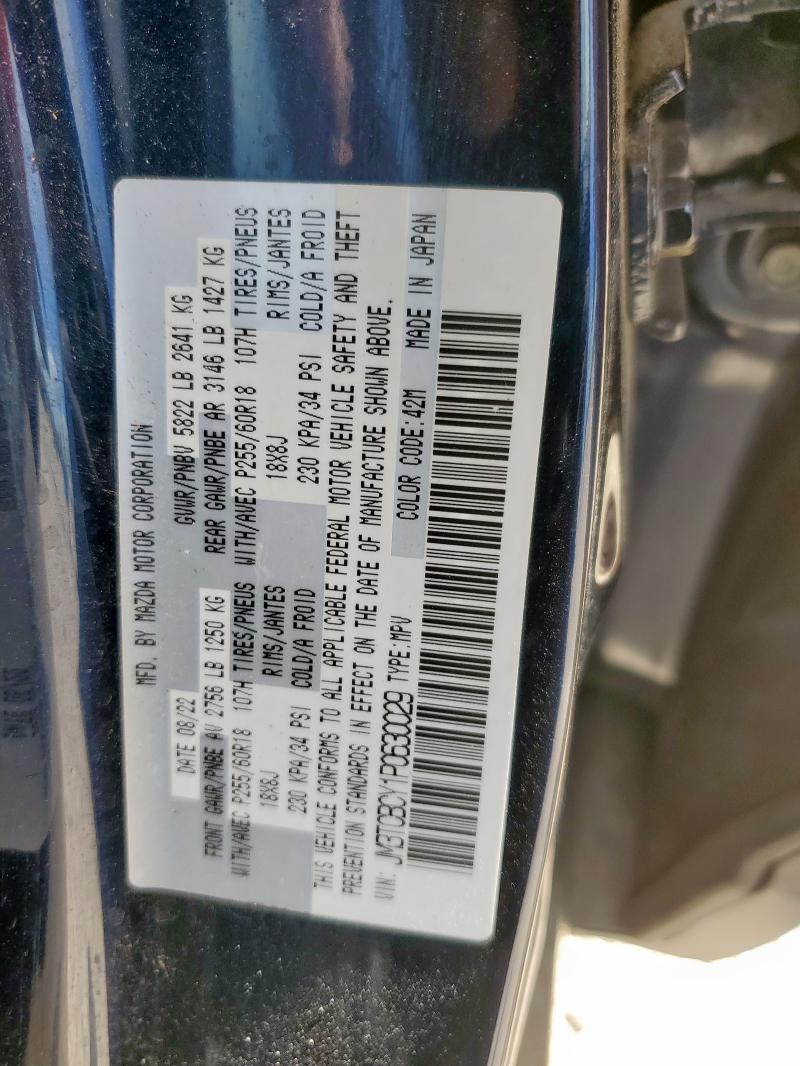 MFD. BY MAZDA MOTOR CORPORATION
DATE 08/22 GVWR/PNBV 5822 LB 2641 KG
FRONT GAWR/PNBE AV 2756 LB 1250 KG REAR GAWR/PNBE AR 3146 LB 1427 KG
WITH/AVEC P255/60R18 107H TIRES/PNEUS WITH/AVEC P255/60R18 107H TIRES/PNEUS
18X8J RIMS/JANTES 18X8J RIMS/JANTES
230 KPA/34 PSI COLD/A FROID 230 KPA/34 PSI COLD/A FROID
THIS VEHICLE CONFORMS TO ALL APPLICABLE FEDERAL MOTOR VEHICLE SAFETY AND THEFT
PREVENTION STANDARDS IN EFFECT ON THE DATE OF MANUFACTURE SHOWN ABOVE.
VIN: JM3TCBCY1P0630029 TYPE:MPV COLOR CODE:42M MADE IN JAPAN